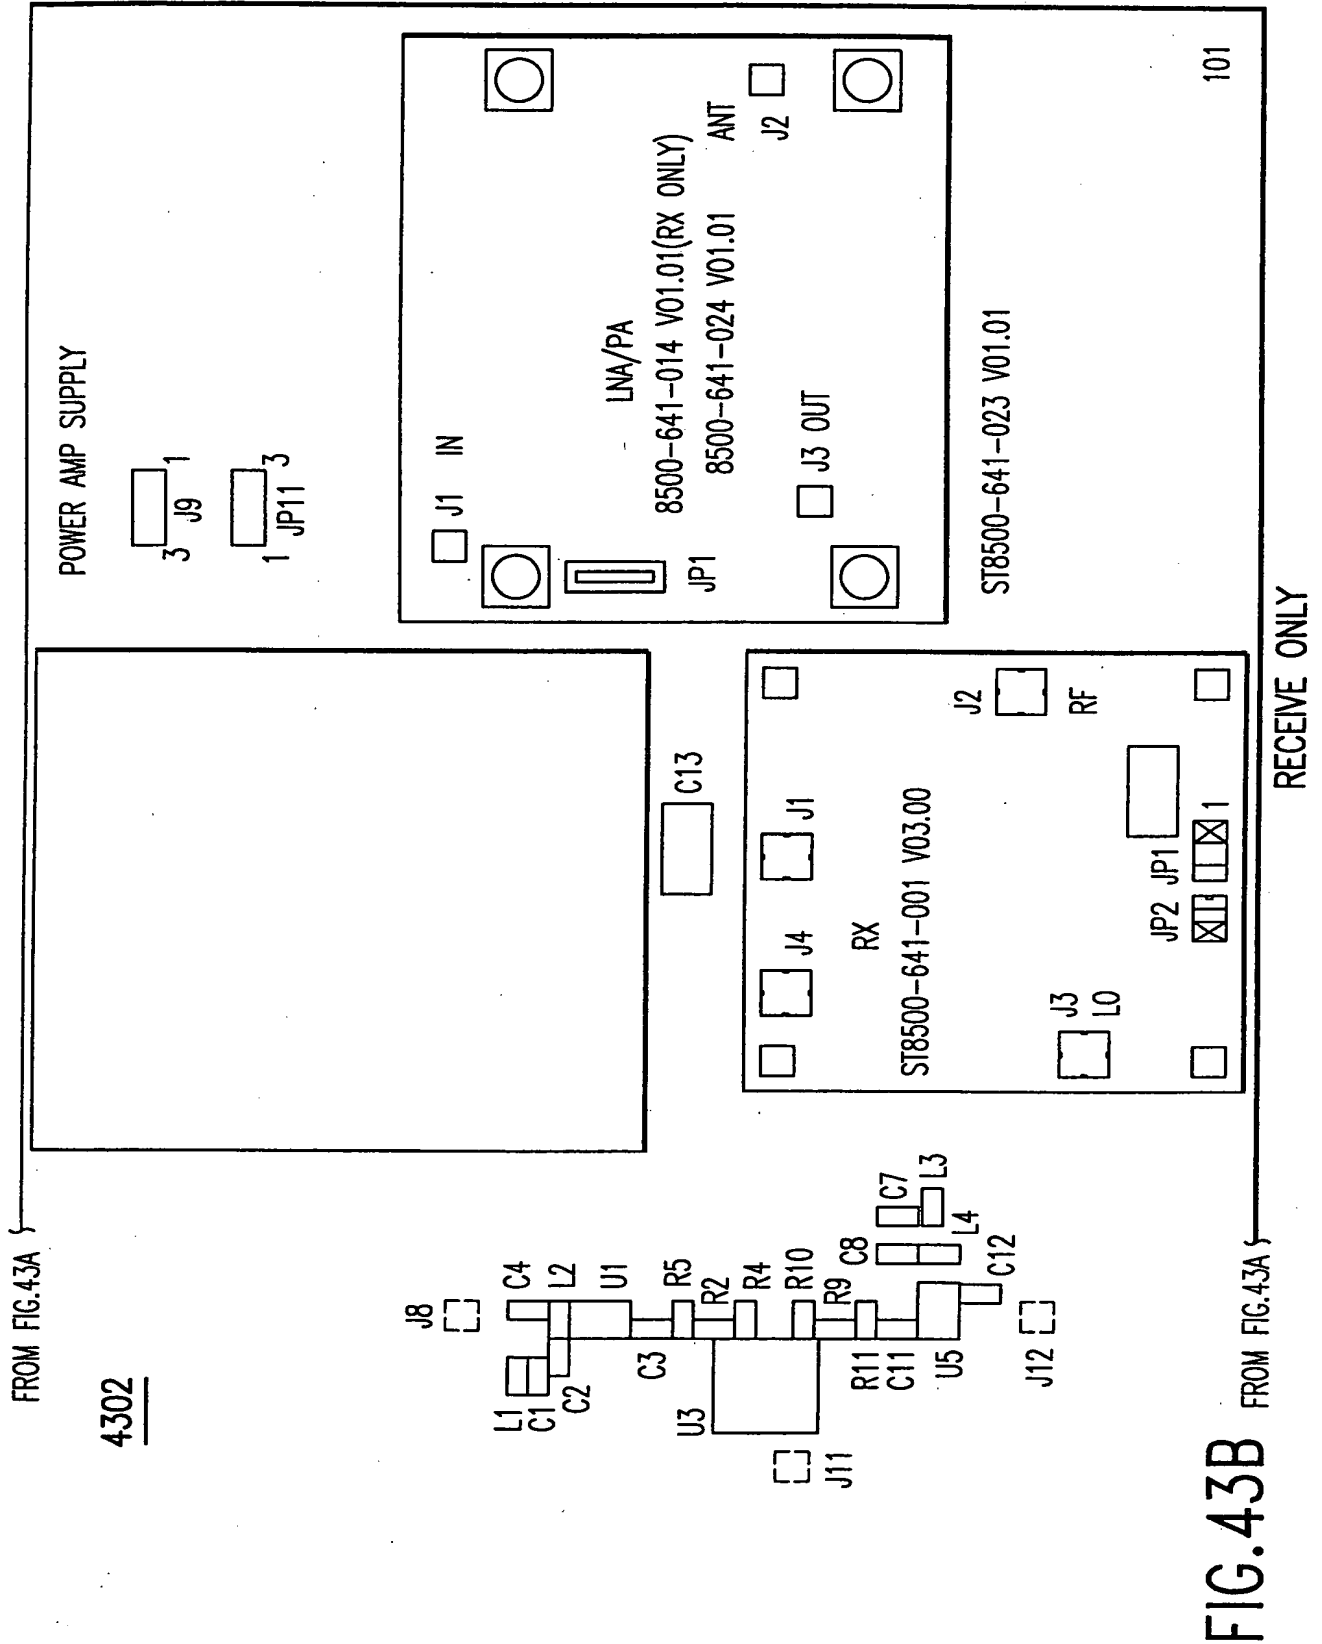 FROM FIG.43A
4302
POWER AMP SUPPLY
3 1
J9
1 3
JP11
J1 IN
LNA/PA
8500-641-014 V01.01(RX ONLY)
8500-641-024 V01.01
ANT
J2
JP1
J3 OUT
ST8500-641-023 V01.01
101
C13
J4
J1
RX
ST8500-641-001 V03.00
J2
RF
J3
LO
JP2
JP1
1
J8
L1
C1
C2
C4
L2
U1
C3
R5
R2
R4
U3
R10
R9
R11
C11
U5
J11
J12
C8
C7
L3
L4
C12
FROM FIG.43A
RECEIVE ONLY
FIG.43B